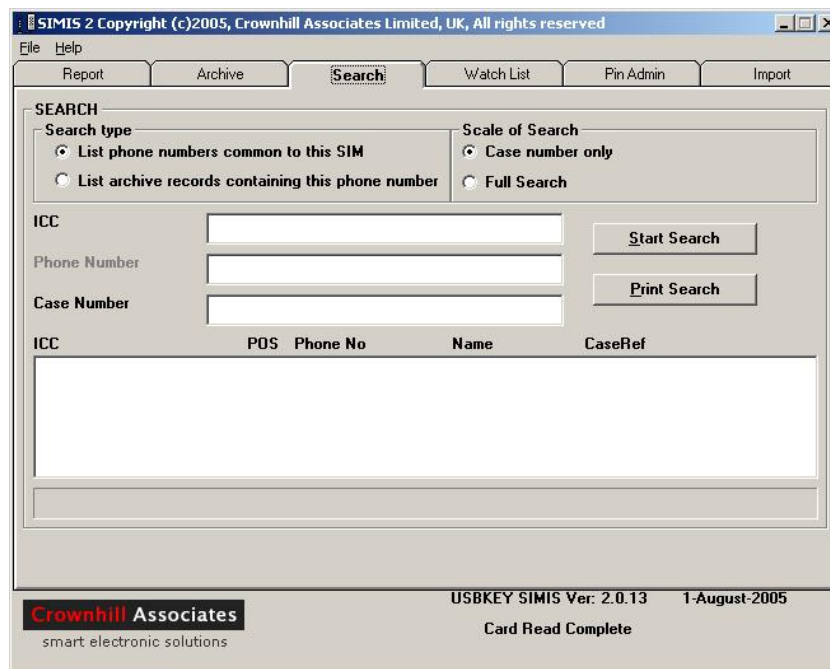 SIMIS 2 Copyright (c)2005, Crownhill Associates Limited, UK, All rights reserved
File Help
Report Archive Search Watch List Pin Admin Import
SEARCH
Search type Scale of Search
List phone numbers common to this SIM Case number only
List archive records containing this phone number Full Search
ICC
Start Search
Phone Number
Print Search
Case Number
ICC POS Phone No Name CaseRef
USBKEY SIMIS Ver: 2.0.13 1-August-2005
Crownhill Associates
Card Read Complete
smart electronic solutions